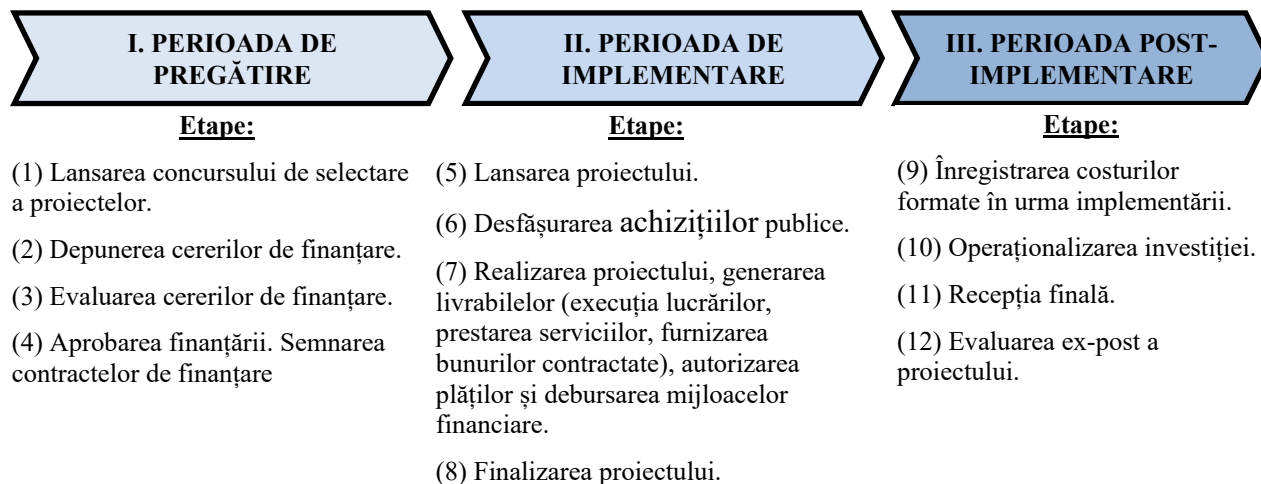 I. PERIOADA DE
PREGĂTIRE
Etape:
(1) Lansarea concursului de selectare
a proiectelor.
(2) Depunerea cererilor de finanțare.
(3) Evaluarea cererilor de finanțare.
(4) Aprobarea finanțării. Semnarea
contractelor de finanțare
II. PERIOADA DE
IMPLEMENTARE
Etape:
(5) Lansarea proiectului.
(6) Desfășurarea achizițiilor publice.
(7) Realizarea proiectului, generarea
livrabilelor (execuția lucrărilor,
prestarea serviciilor, furnizarea
bunurilor contractate), autorizarea
plăților și debursarea mijloacelor
financiare.
(8) Finalizarea proiectului.
III. PERIOADA POST-
IMPLEMENTARE
Etape:
(9) Înregistrarea costurilor
formate în urma implementării.
(10) Operaționalizarea investiției.
(11) Recepția finală.
(12) Evaluarea ex-post a
proiectului.